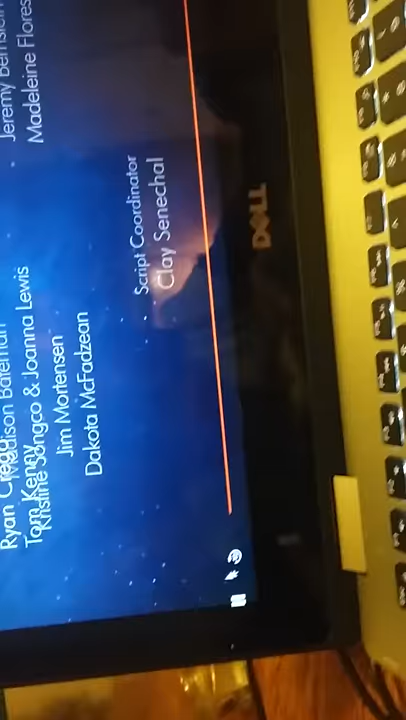 Jeremy Bernstein
Madeleine Flores
Script Coordinator
Clay Senechal
Ryan
Madison Bateman
Tom Kenny
Kristine Songco & Joanna Lewis
Jim Mortensen
Dakota McFadzean
DELL